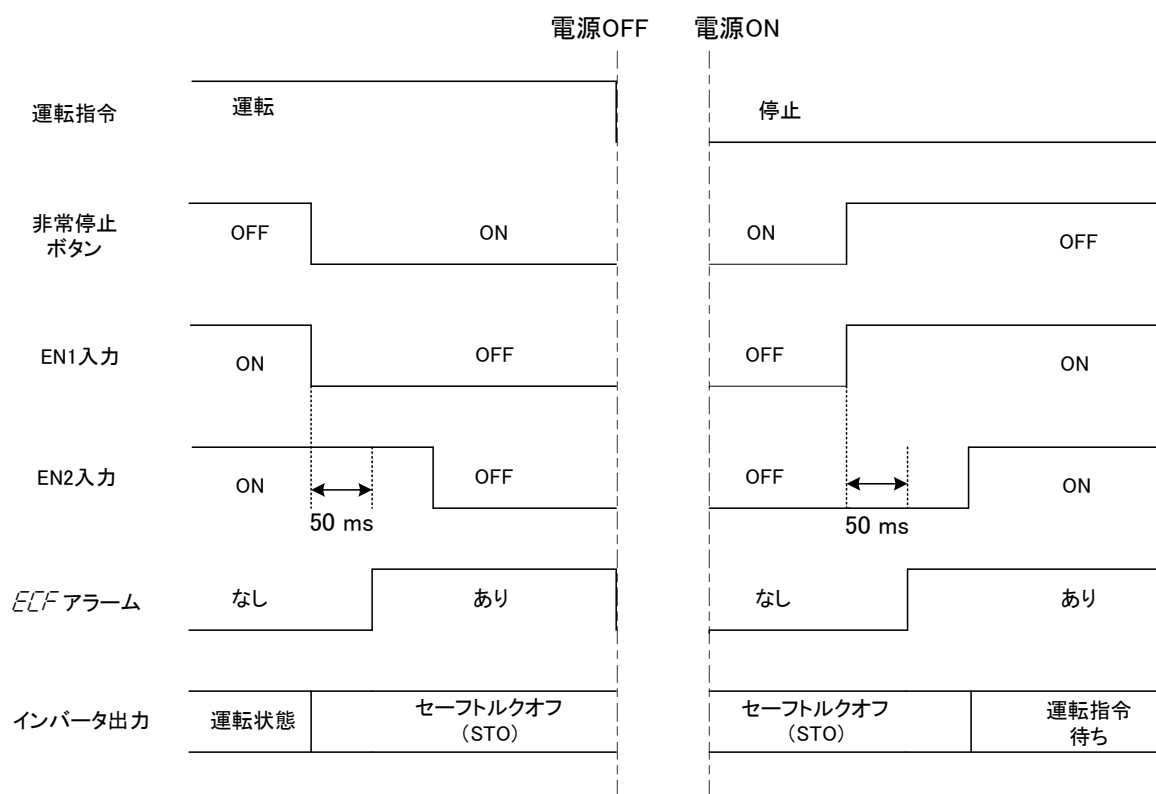 電源OFF 電源ON
運転指令 運転 停止
非常停止
ボタン OFF ON ON OFF
EN1入力 ON OFF OFF ON
EN2入力 ON OFF OFF ON
50 ms 50 ms
ECF アラーム なし あり なし あり
インバータ出力 運転状態 セーフトルクオフ
(STO) セーフトルクオフ
(STO) 運転指令
待ち